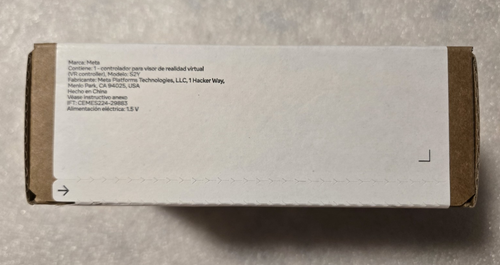 Marca: Meta
Contiene: 1 - controlador para visor de realidad virtual
(VR controller), Modelo: S2Y
Fabricante: Meta Platforms Technologies, LLC, 1 Hacker Way,
Menlo Park, CA 94025, USA
Hecho en China
Véase instructivo anexo
IFT: CEMES224-29883
Alimentación eléctrica: 1.5 V